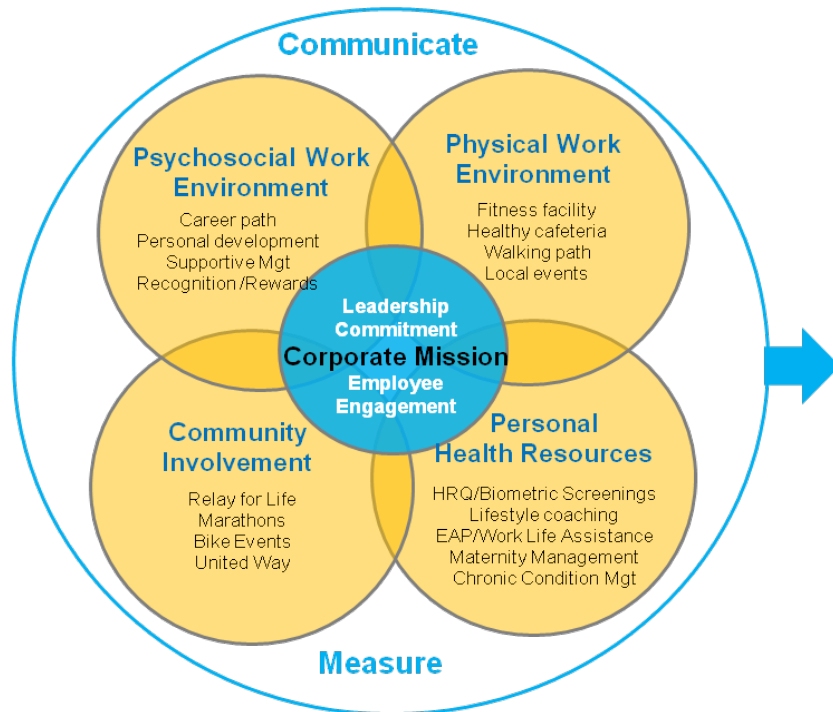 Communicate
Psychosocial Work
Environment
Career path
Personal development
Supportive Mgt
Recognition /Rewards
Physical Work
Environment
Fitness facility
Healthy cafeteria
Walking path
Local events
Leadership
Commitment
Corporate Mission
Employee
Engagement
Community
Involvement
Relay for Life
Marathons
Bike Events
United Way
Personal
Health Resources
HRQ/Biometric Screenings
Lifestyle coaching
EAP/Work Life Assistance
Maternity Management
Chronic Condition Mgt
Measure